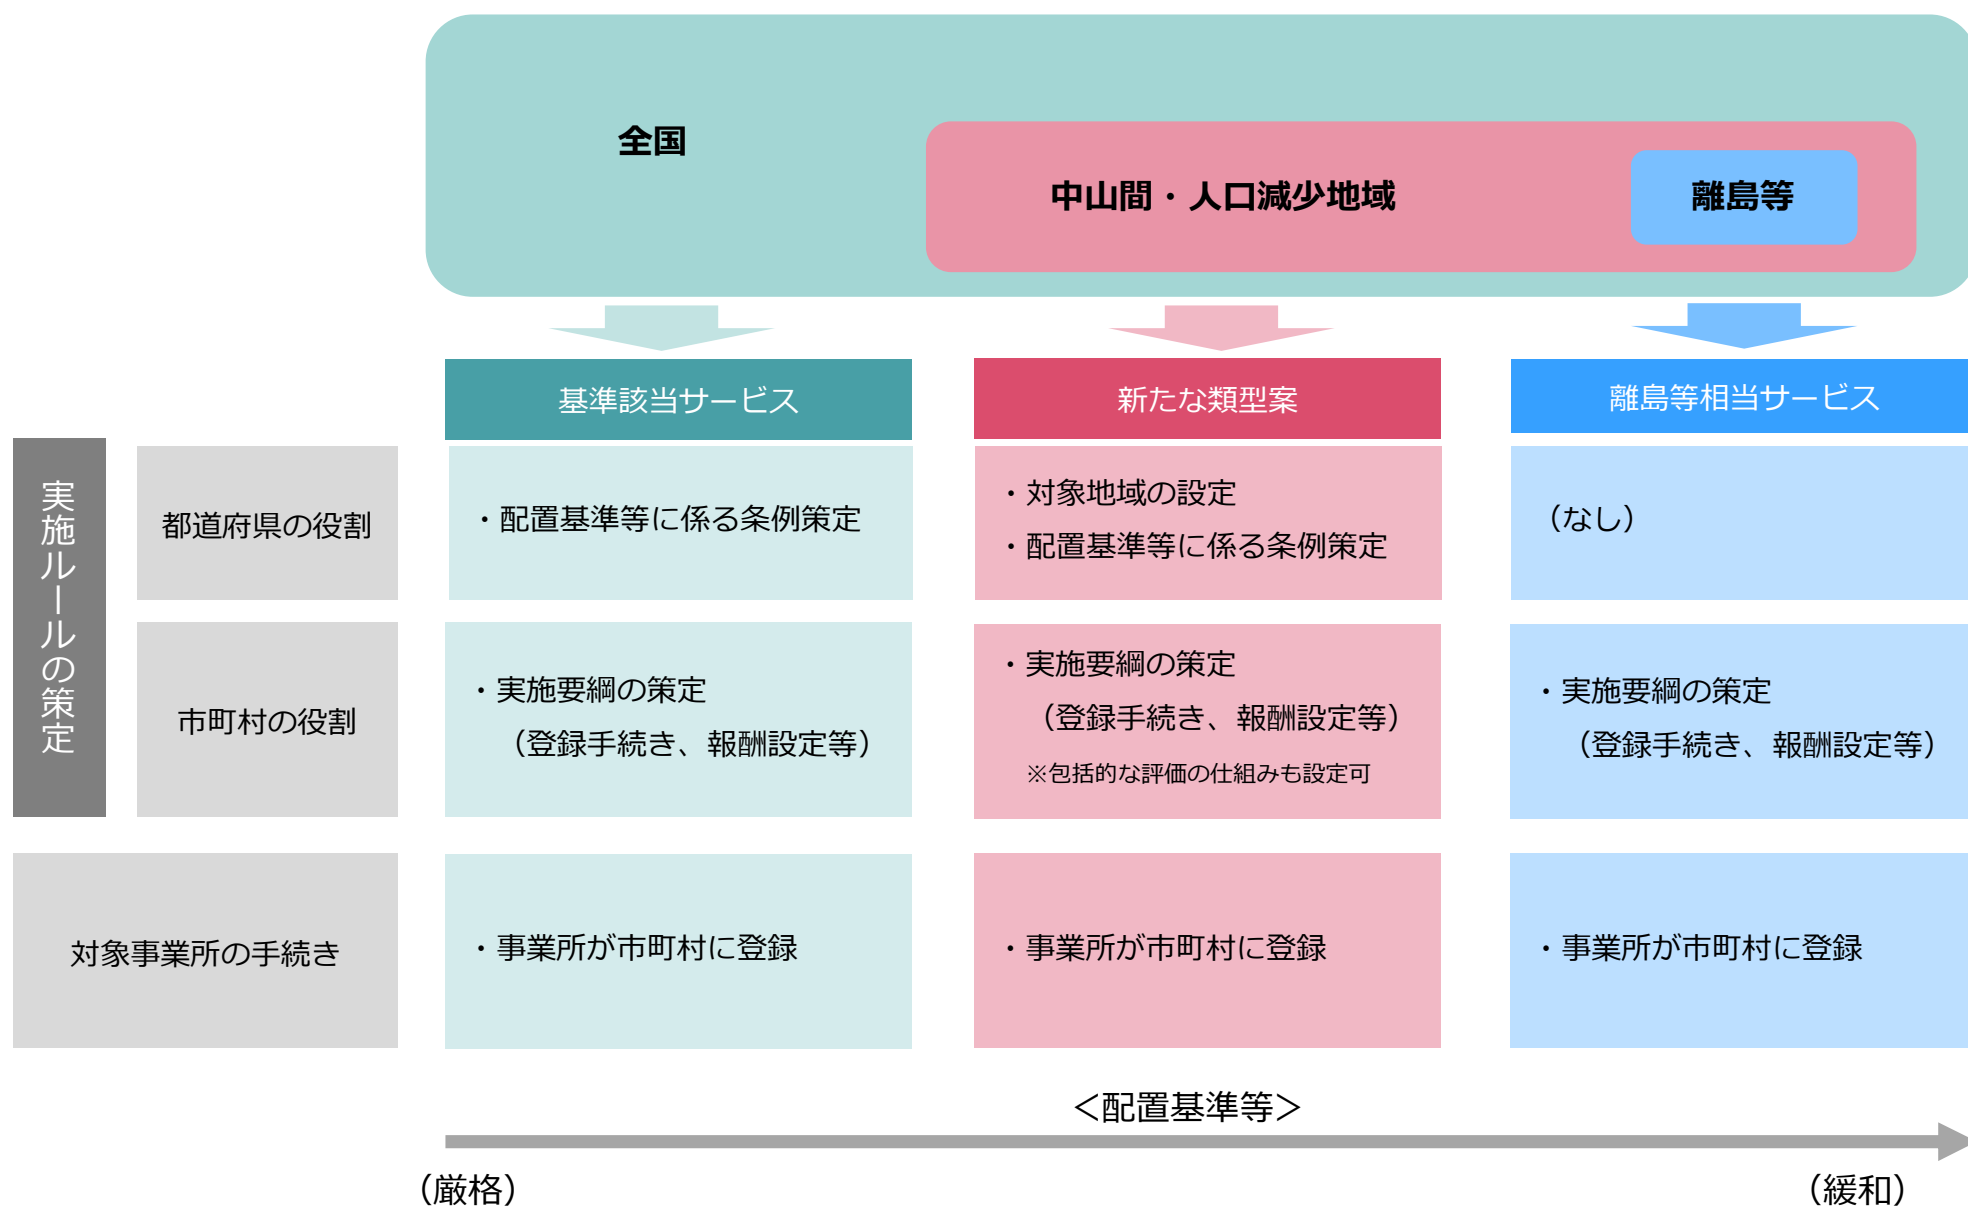 全国
中山間・人口減少地域
離島等
基準該当サービス
新たな類型案
離島等相当サービス
実施ルールの策定
都道府県の役割
・配置基準等に係る条例策定
・対象地域の設定
・配置基準等に係る条例策定
（なし）
市町村の役割
・実施要綱の策定
（登録手続き、報酬設定等）
・実施要綱の策定
（登録手続き、報酬設定等）
※包括的な評価の仕組みも設定可
・実施要綱の策定
（登録手続き、報酬設定等）
対象事業所の手続き
・事業所が市町村に登録
・事業所が市町村に登録
・事業所が市町村に登録
＜配置基準等＞
（厳格）
（緩和）